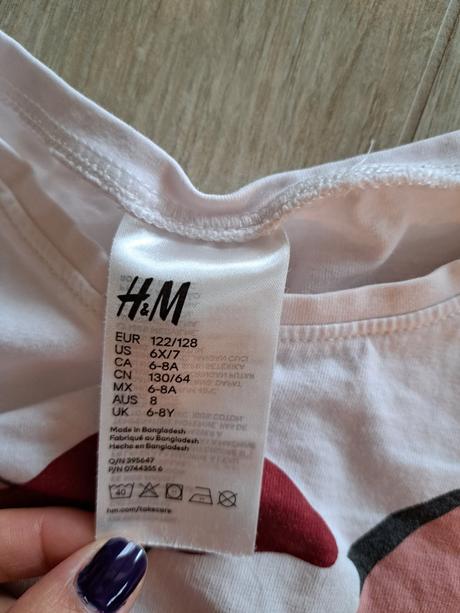 H&M
EUR 122/128
US 6X/7
CA 6-8A
CN 130/64
MX 6-8A
AUS 8
UK 6-8Y
Made in Bangladesh
Fabriqué au Bangladesh
Hecho en Bangladesh
O/N 395647
P/N 0744355 6
40
hm.com/takecare